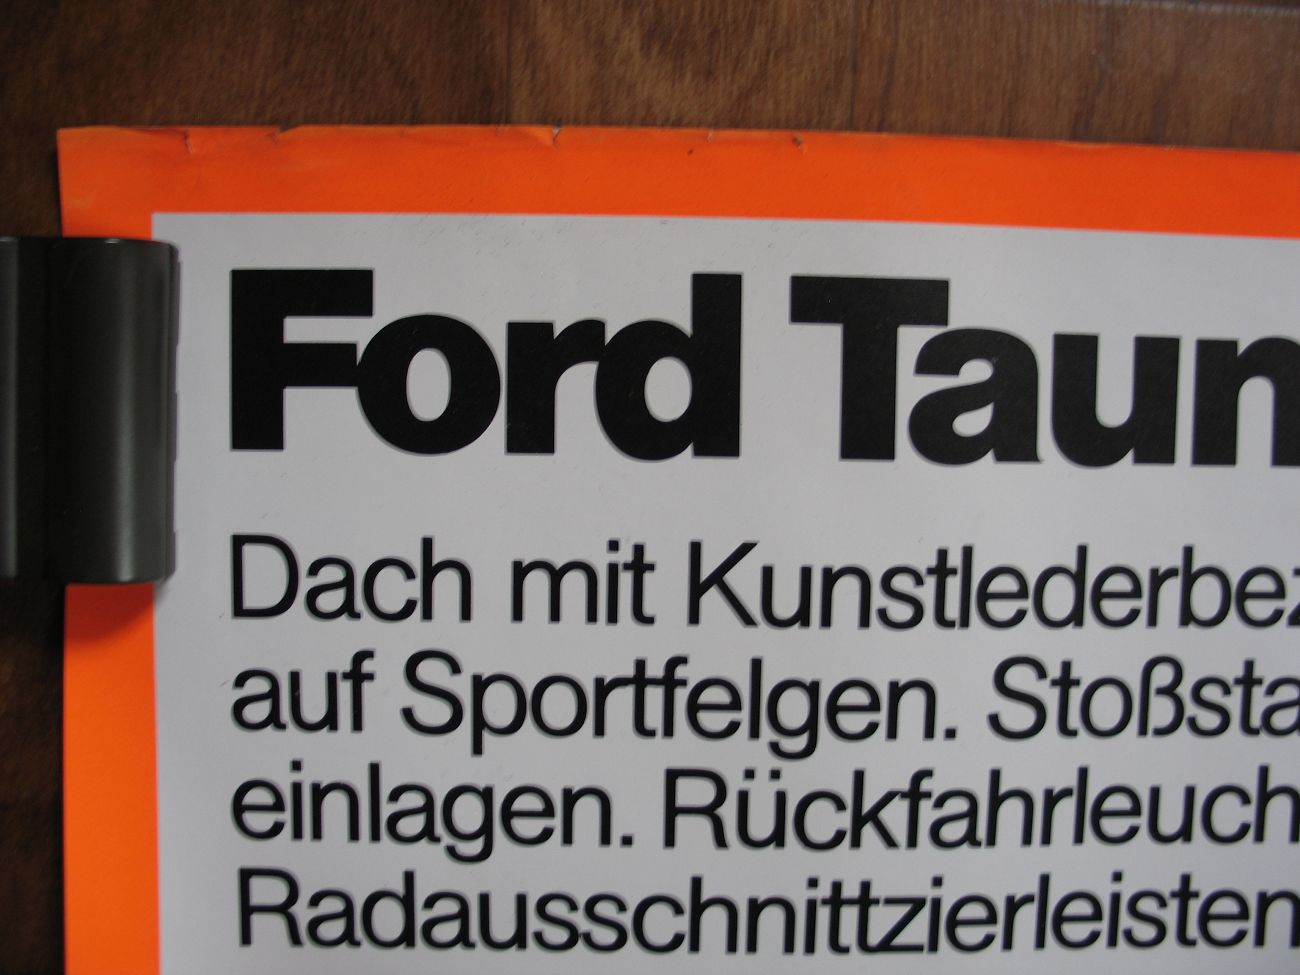 Ford Taun
Dach mit Kunstlederbez
auf Sportfelgen. Stoßsta
einlagen. Rückfahrleuch
Radausschnittzierleisten